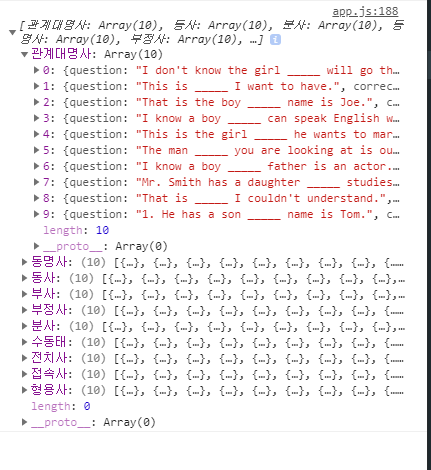 app.js:188
[관계대명사: Array(10), 동사: Array(10), 분사: Array(10), 동
명사: Array(10), 부정사: Array(10), …] i
▼관계대명사: Array(10)
▶0: {question: "I don't know the girl _____ will go th…
▶1: {question: "This is _____ I want to have.", correc…
▶2: {question: "That is the boy _____ name is Joe.", c…
▶3: {question: "I know a boy _____ can speak English w…
▶4: {question: "This is the girl _____ he wants to mar…
▶5: {question: "The man _____ you are looking at is ou…
▶6: {question: "I know a boy _____ father is an actor.…
▶7: {question: "Mr. Smith has a daughter _____ studies…
▶8: {question: "That is _____ I couldn't understand.",…
▶9: {question: "1. He has a son _____ name is Tom.", c…
length: 10
▶__proto__: Array(0)
▶동명사: (10) [{…}, {…}, {…}, {…}, {…}, {…}, {…}, {……
▶동사: (10) [{…}, {…}, {…}, {…}, {…}, {…}, {…}, {…},…
▶부사: (10) [{…}, {…}, {…}, {…}, {…}, {…}, {…}, {…},…
▶부정사: (10) [{…}, {…}, {…}, {…}, {…}, {…}, {…}, {……
▶분사: (10) [{…}, {…}, {…}, {…}, {…}, {…}, {…}, {…},…
▶수동태: (10) [{…}, {…}, {…}, {…}, {…}, {…}, {…}, {……
▶전치사: (10) [{…}, {…}, {…}, {…}, {…}, {…}, {…}, {……
▶접속사: (10) [{…}, {…}, {…}, {…}, {…}, {…}, {…}, {……
▶형용사: (10) [{…}, {…}, {…}, {…}, {…}, {…}, {…}, {……
length: 0
▶__proto__: Array(0)